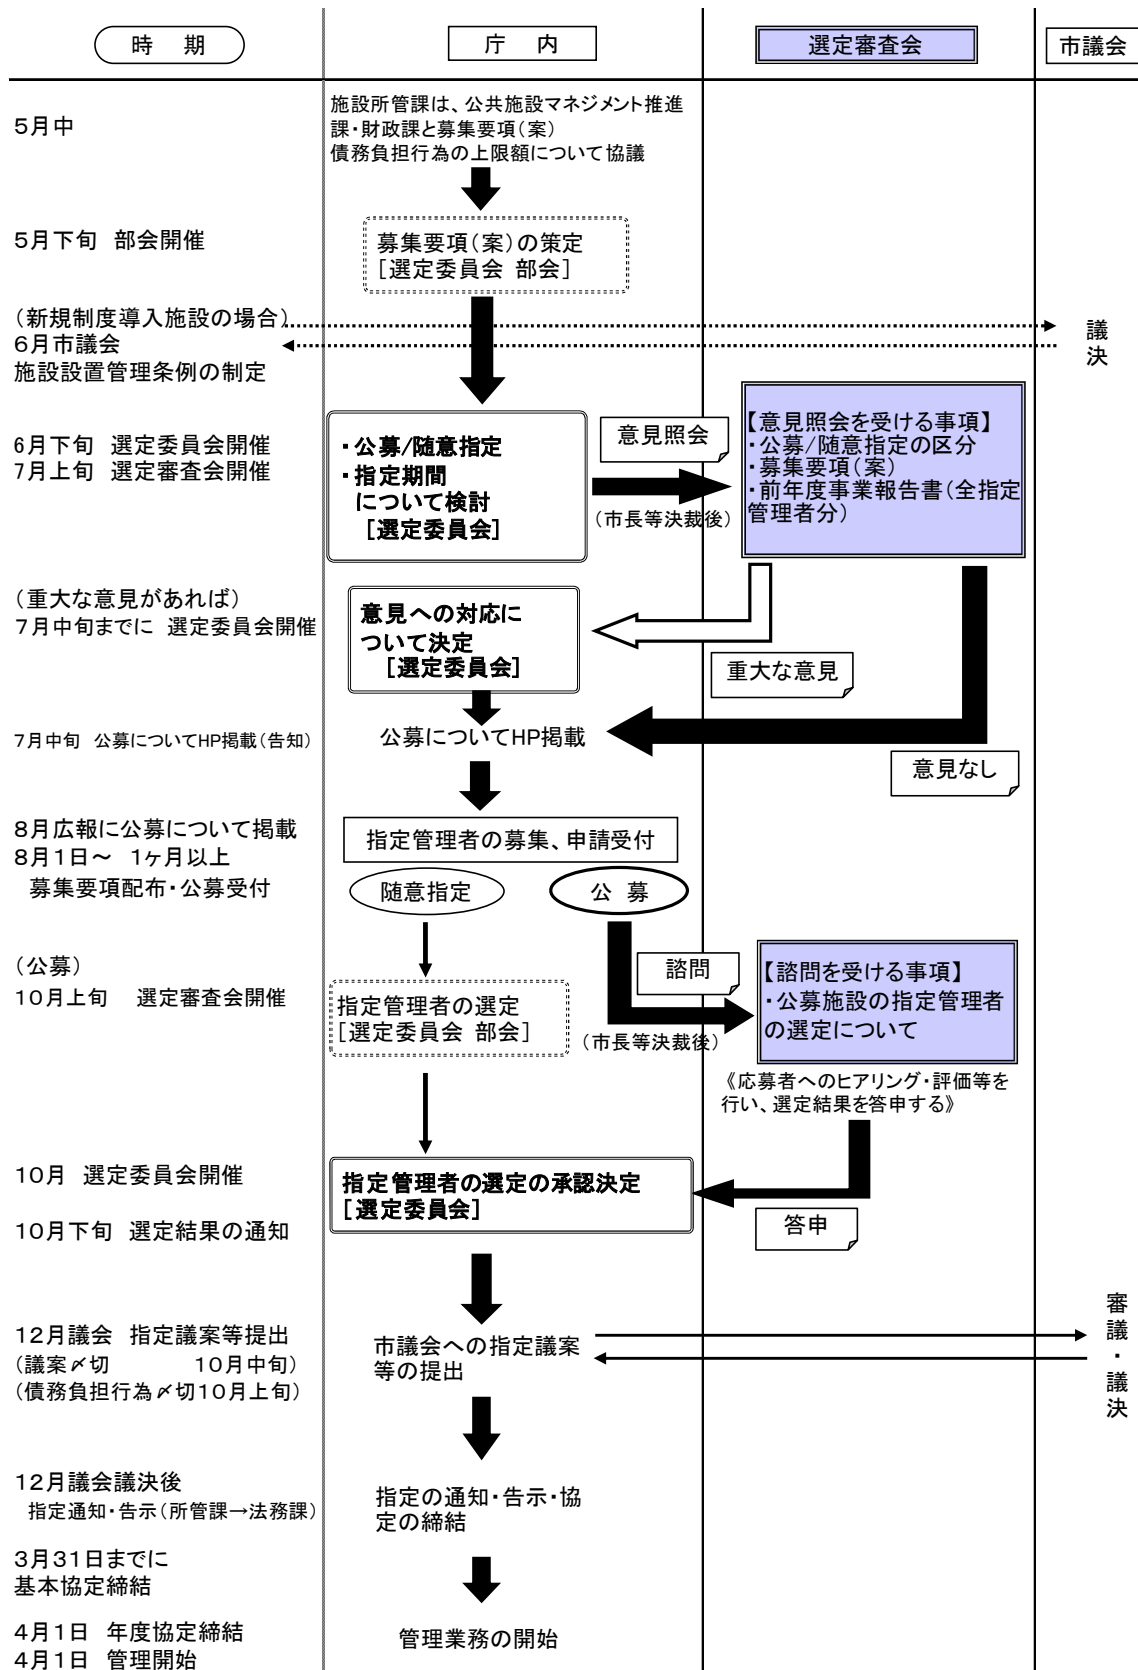 時　期
庁　内
選定審査会
市議会
5月中
施設所管課は、公共施設マネジメント推進
課・財政課と募集要項(案)
債務負担行為の上限額について協議
5月下旬　部会開催
募集要項(案)の策定
[選定委員会 部会]
(新規制度導入施設の場合)
6月市議会
施設設置管理条例の制定
議
決
6月下旬　選定委員会開催
7月上旬　選定審査会開催
・公募/随意指定
・指定期間
について検討
[選定委員会]
意見照会
(市長等決裁後)
【意見照会を受ける事項】
・公募/随意指定の区分
・募集要項(案)
・前年度事業報告書(全指定
管理者分)
(重大な意見があれば)
7月中旬までに　選定委員会開催
意見への対応に
ついて決定
[選定委員会]
重大な意見
7月中旬　公募についてHP掲載(告知)
公募についてHP掲載
意見なし
8月広報に公募について掲載
8月1日～　1ヶ月以上
募集要項配布・公募受付
指定管理者の募集、申請受付
随意指定
公　募
(公募)
10月上旬　選定審査会開催
指定管理者の選定
[選定委員会 部会]
諮問
(市長等決裁後)
【諮問を受ける事項】
・公募施設の指定管理者
の選定について
《応募者へのヒアリング・評価等を
行い、選定結果を答申する》
10月　選定委員会開催
10月下旬　選定結果の通知
指定管理者の選定の承認決定
[選定委員会]
答申
12月議会　指定議案等提出
(議案〆切　　　10月中旬)
(債務負担行為〆切10月上旬)
市議会への指定議案
等の提出
審
議
・
議
決
12月議会議決後
指定通知・告示(所管課→法務課)
指定の通知・告示・協
定の締結
3月31日までに
基本協定締結
4月1日　年度協定締結
4月1日　管理開始
管理業務の開始